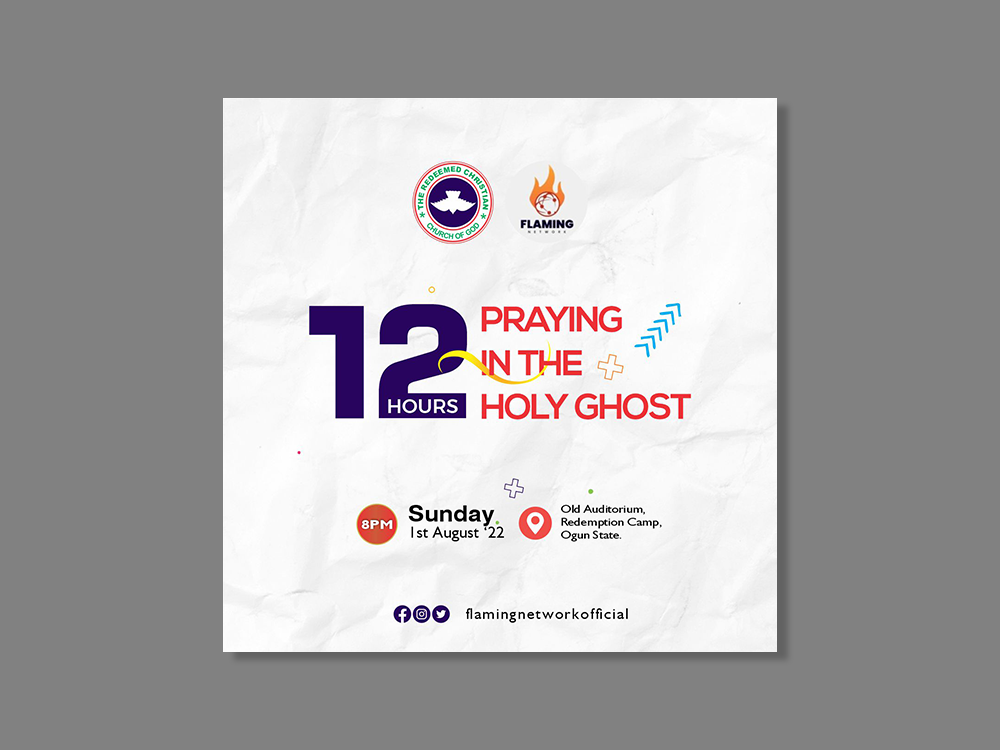 THE REDEEMED CHRISTIAN
CHURCH OF GOD
FLAMING
NETWORK
12
HOURS
PRAYING
IN THE
HOLY GHOST
8PM
Sunday
1st August ‘22
Old Auditorium,
Redemption Camp,
Ogun State.
flamingnetworkofficial